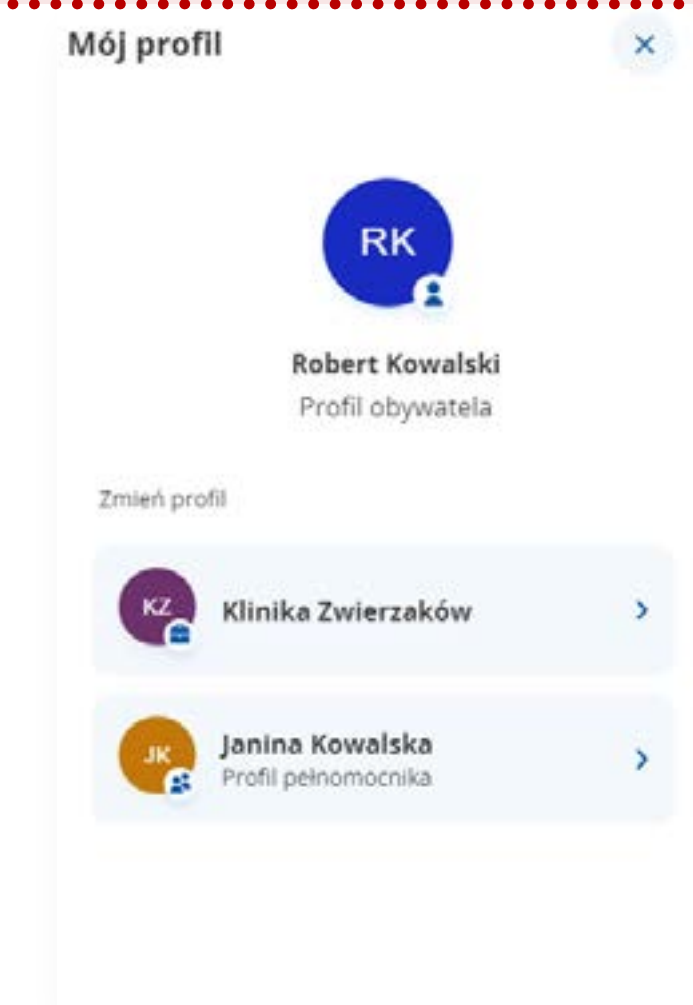 Mój profil
RK
Robert Kowalski
Profil obywatela
Zmień profil
KZ
Klinika Zwierzaków
JK
Janina Kowalska
Profil pełnomocnika